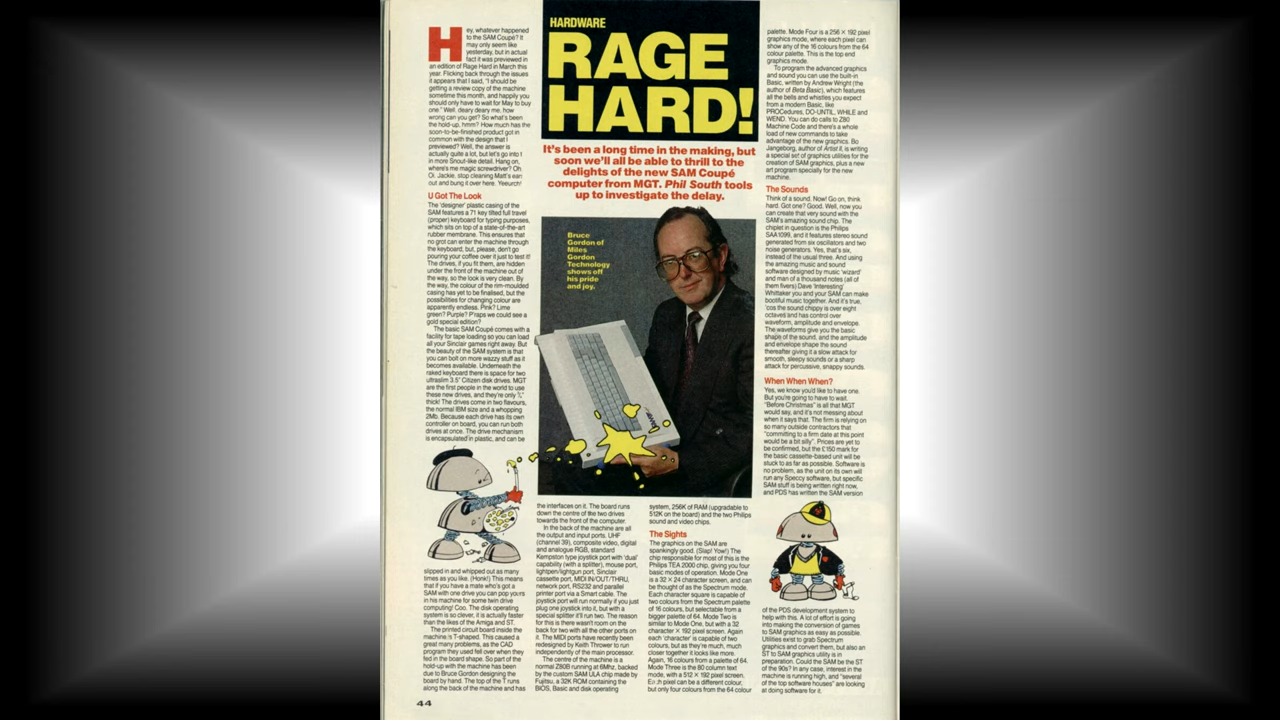 HARDWARE
RAGE
HARD!
It's been a long time in the making, but
soon we'll all be able to thrill to the
delights of the new SAM Coupé
computer from MGT. Phil South tools
up to investigate the delay.
Hey, whatever happened
to the SAM Coupé? It
may only seem like
yesterday, but in actual
fact it was previewed in
an edition of Rage Hard in March this
year. Flicking back through the issues
it appears that I said, "I should be
getting a review copy of the machine
sometime this month, and happily you
should only have to wait for May to buy
one." Well, deary deary me, how
wrong can you get? So what's been
the hold-up, hmm? How much has the
soon-to-be-finished product got in
common with the design that I
previewed? Well, the answer is
actually quite a lot, but let's go into it
in more Snout-like detail. Hang on,
where's me magic screwdriver? Oh
Oi, Jackie, stop cleaning Matt's ears
out and bung it over here. Yeeurch!
U Got The Look
The 'designer' plastic casing of the
SAM features a 71 key tilted full travel
(proper) keyboard for typing purposes,
which sits on top of a state-of-the-art
rubber membrane. This ensures that
no grot can enter the machine through
the keyboard, but, please, don't go
pouring your coffee over it just to test it!
The drives, if you fit them, are hidden
under the front of the machine out of
the way, so the look is very clean. By
the way, the colour of the rim-moulded
casing has yet to be finalised, but the
possibilities for changing colour are
apparently endless. Pink? Lime
green? Purple? P'raps we could see a
gold special edition?
The basic SAM Coupé comes with a
facility for tape loading so you can load
all your Sinclair games right away. But
the beauty of the SAM system is that
you can bolt on more wazzy stuff as it
becomes available. Underneath the
raked keyboard there is space for two
ultraslim 3.5" Citizen disk drives. MGT
are the first people in the world to use
these new drives, and they're only
thick! The drives come in two flavours,
the normal IBM size and a whopping
2Mb. Because each drive has its own
controller on board, you can run both
drives at once. The drive mechanism
is encapsulated in plastic, and can be
slipped in and whipped out as many
times as you like. (Honk!) This means
that if you have a mate who's got a
SAM with one drive you can pop yours
in his machine for some twin drive
computing! Coo. The disk operating
system is so clever, it is actually faster
than the likes of the Amiga and ST.
The printed circuit board inside the
machine is T-shaped. This caused a
great many problems, as the CAD
program they used fell over when they
fed in the board shape. So part of the
hold-up with the machine has been
due to Bruce Gordon designing the
board by hand. The top of the T runs
along the back of the machine and has
Bruce
Gordon of
Miles
Gordon
Technology
shows off
his pride
and joy.
the interfaces on it. The board runs
down the centre of the two drives
towards the front of the computer.
In the back of the machine are all
the output and input ports. UHF
(channel 39), composite video, digital
and analogue RGB, standard
Kempston type joystick port with 'dual'
capability (with a splitter), mouse port,
lightpen/lightgun port, Sinclair
cassette port, MIDI IN/OUT/THRU,
network port, RS232 and parallel
printer port via a Smart cable. The
joystick port will run normally if you just
plug one joystick into it, but with a
special splitter it'll run two. The reason
for this is there wasn't room on the
back for two with all the other ports on
it. The MIDI ports have recently been
redesigned by Keith Thrower to run
independently of the main processor.
The centre of the machine is a
normal Z80B running at 6Mhz, backed
by the custom SAM ULA chip made by
Fujitsu, a 32K ROM containing the
BIOS, Basic and disk operating
system, 256K of RAM (upgradable to
512K on the board) and the two Philips
sound and video chips.
The Sights
The graphics on the SAM are
spankingly good. (Slap! Yow!) The
chip responsible for most of this is the
Philips TEA 2000 chip, giving you four
basic modes of operation. Mode One
is a 32 × 24 character screen, and can
be thought of as the Spectrum mode.
Each character square is capable of
two colours from the Spectrum palette
of 16 colours, but selectable from a
bigger palette of 64. Mode Two is
similar to Mode One, but with a 32
character × 192 pixel screen. Again
each 'character' is capable of two
colours, but as they're much, much
closer together it looks like more.
Again, 16 colours from a palette of 64.
Mode Three is the 80 column text
mode, with a 512 × 192 pixel screen.
Each pixel can be a different colour,
but only four colours from the 64 colour
palette. Mode Four is a 256 × 192 pixel
graphics mode, where each pixel can
show any of the 16 colours from the 64
colour palette. This is the top end
graphics mode.
To program the advanced graphics
and sound you can use the built-in
Basic, written by Andrew Wright (the
author of Beta Basic), which features
all the bells and whistles you expect
from a modern Basic, like
PROCedures, DO-UNTIL, WHILE and
WEND. You can do calls to Z80
Machine Code and there's a whole
load of new commands to take
advantage of the new graphics. Bo
Jangeborg, author of Artist II, is writing
a special set of graphics utilities for the
creation of SAM graphics, plus a new
art program specially for the new
machine.
The Sounds
Think of a sound. Now! Go on, think
hard. Got one? Good. Well, now you
can create that very sound with the
SAM's amazing sound chip. The
chiplet in question is the Philips
SAA1099, and it features stereo sound
generated from six oscillators and two
noise generators. Yes, that's six,
instead of the usual three. And using
the amazing music and sound
software designed by music 'wizard'
and man of a thousand notes (all of
them fivers) Dave 'Interesting'
Whittaker you and your SAM can make
bootiful music together. And it's true,
'cos the sound chippy is over eight
octaves and has control over
waveform, amplitude and envelope.
The waveforms give you the basic
shape of the sound, and the amplitude
and envelope shape the sound
thereafter giving it a slow attack for
smooth, sleepy sounds or a sharp
attack for percussive, snappy sounds.
When When When?
Yes, we know you'd like to have one.
But you're going to have to wait.
"Before Christmas" is all that MGT
would say, and it's not messing about
when it says that. The firm is relying on
so many outside contractors that
"committing to a firm date at this point
would be a bit silly". Prices are yet to
be confirmed, but the £150 mark for
the basic cassette-based unit will be
stuck to as far as possible. Software is
no problem, as the unit on its own will
run any Speccy software, but specific
SAM stuff is being written right now,
and PDS has written the SAM version
of the PDS development system to
help with this. A lot of effort is going
into making the conversion of games
to SAM graphics as easy as possible.
Utilities exist to grab Spectrum
graphics and convert them, but also an
ST to SAM graphics utility is in
preparation. Could the SAM be the ST
of the 90s? In any case, interest in the
machine is running high, and "several
of the top software houses" are looking
at doing software for it.
44